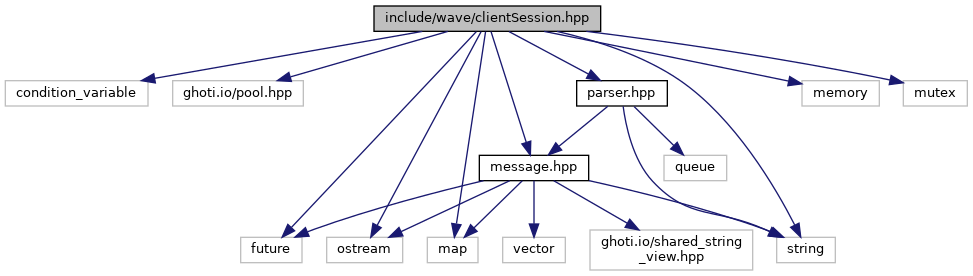 include/wave/clientSession.hpp
condition_variable
ghoti.io/pool.hpp
parser.hpp
memory
mutex
message.hpp
queue
future
ostream
map
vector
ghoti.io/shared_string
_view.hpp
string